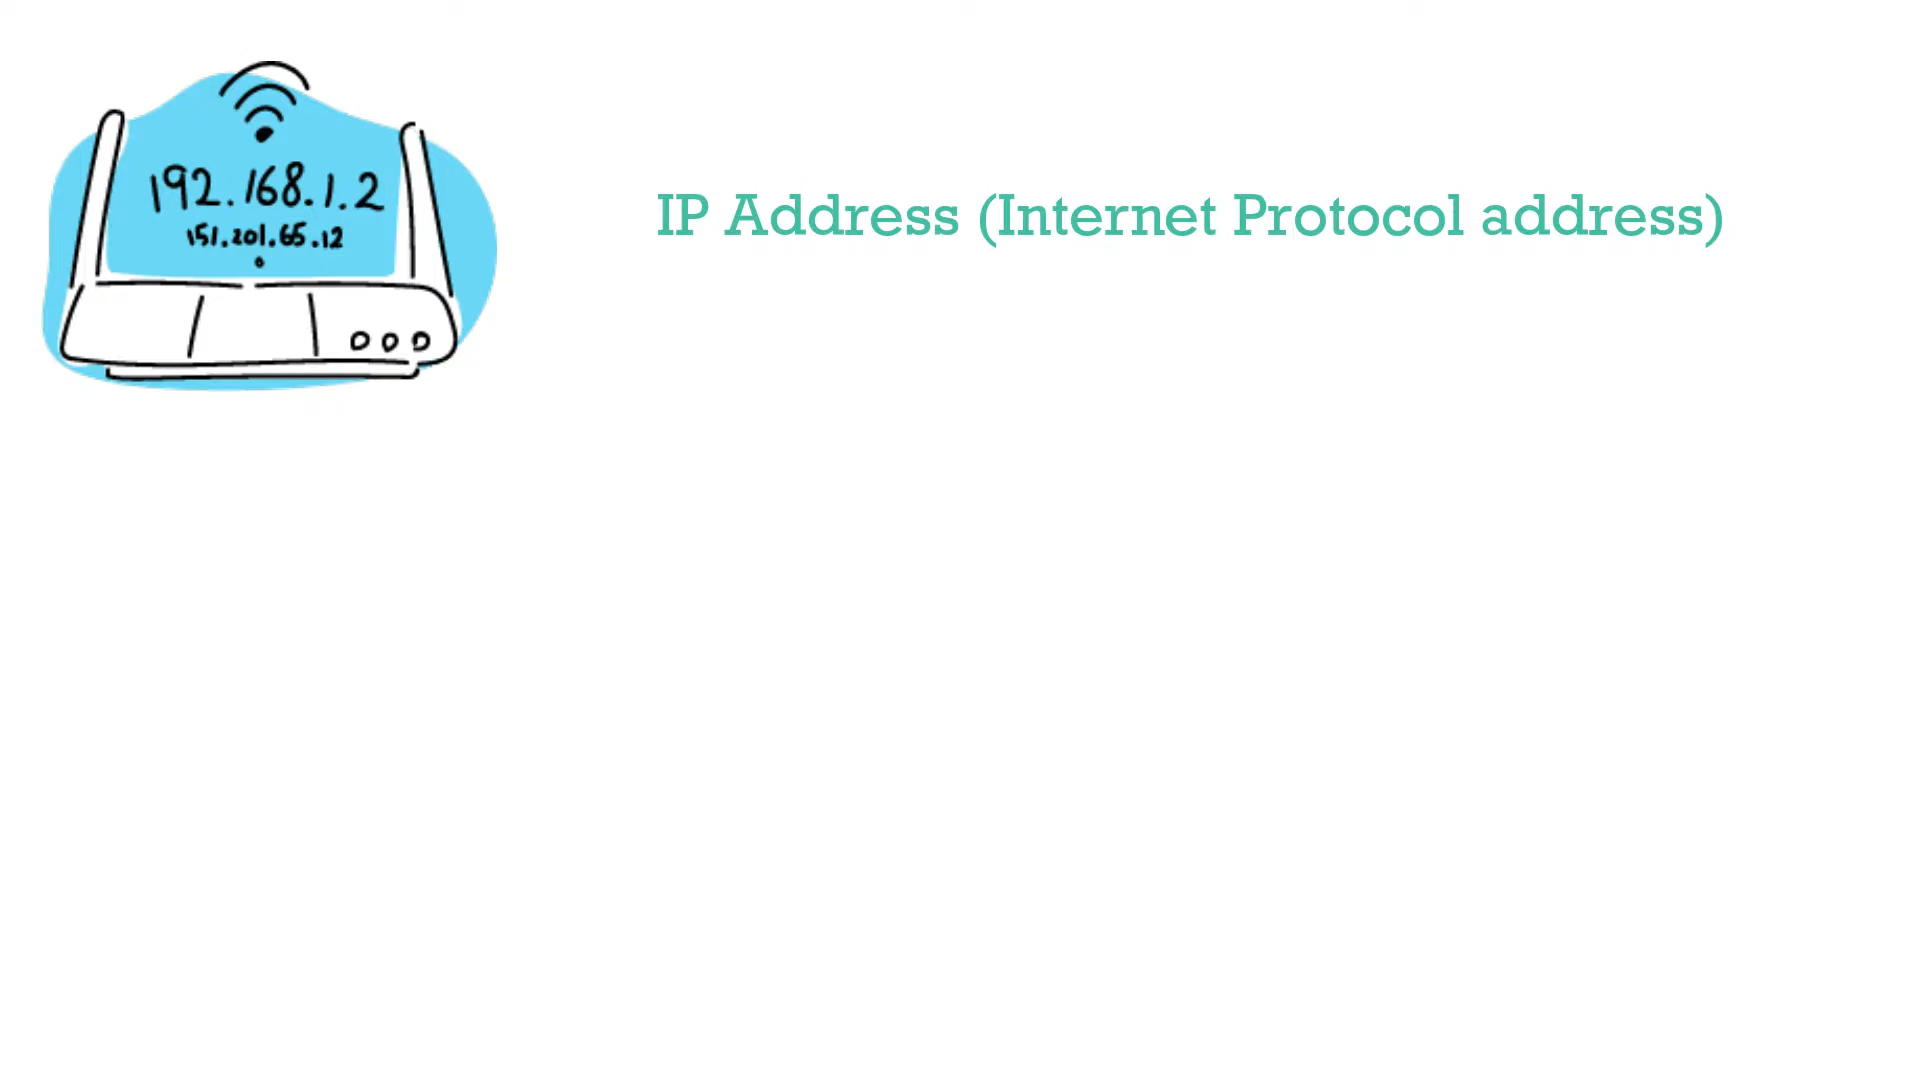 192.168.1.2
151.201.65.12
IP Address (Internet Protocol address)